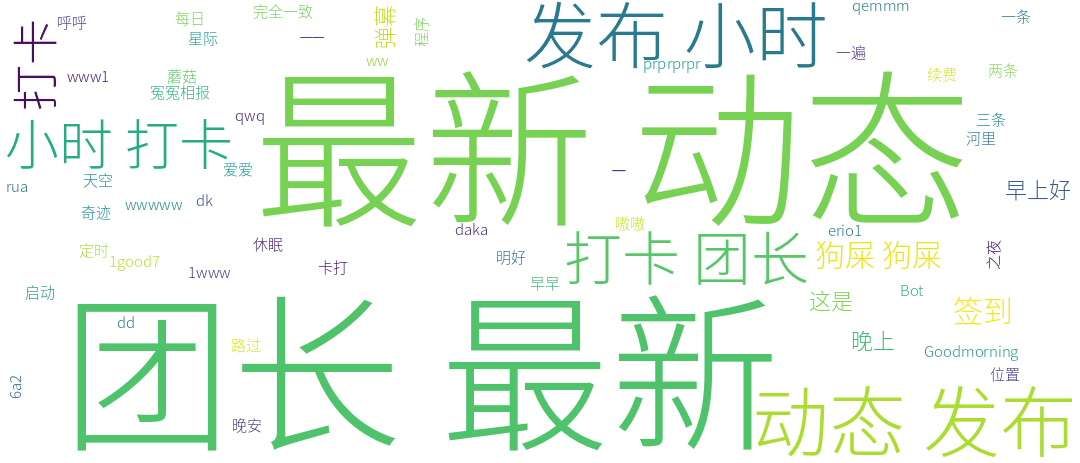 打卡
呼呼
每日
星际
完全一致
一一
弹幕
程序
ww
发布 小时
qemmm
一条
一遍
prprprpr
续费
两条
www1
蘑菇
冤冤相报
qwq
最新 动态
三条
河里
小时 打卡
爱爱
一
rua
天空
wwwww
dk
早上好
奇迹
daka
嗷嗷
erio1
定时
1good7
休眠
1www
卡打
明好
打卡 团长
狗屎 狗屎
之夜
早早
启动
Bot
这是
签到
团长 最新
dd
路过
晚上
Goodmorning
位置
6a2
晚安
动态 发布